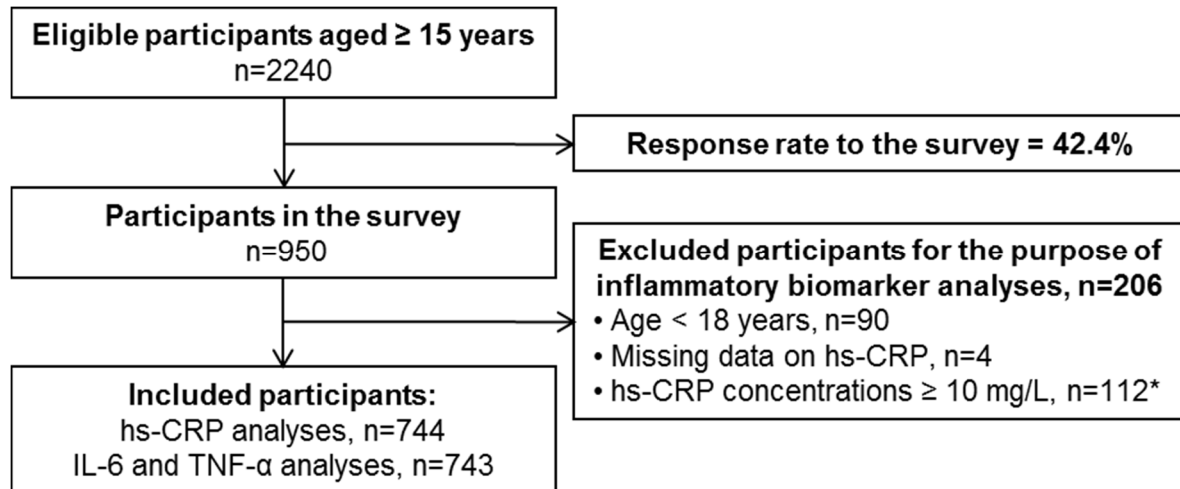 Eligible participants aged ≥ 15 years
n=2240
Response rate to the survey = 42.4%
Participants in the survey
n=950
Excluded participants for the purpose of
inflammatory biomarker analyses, n=206
• Age < 18 years, n=90
• Missing data on hs-CRP, n=4
• hs-CRP concentrations ≥ 10 mg/L, n=112*
Included participants:
hs-CRP analyses, n=744
IL-6 and TNF-α analyses, n=743